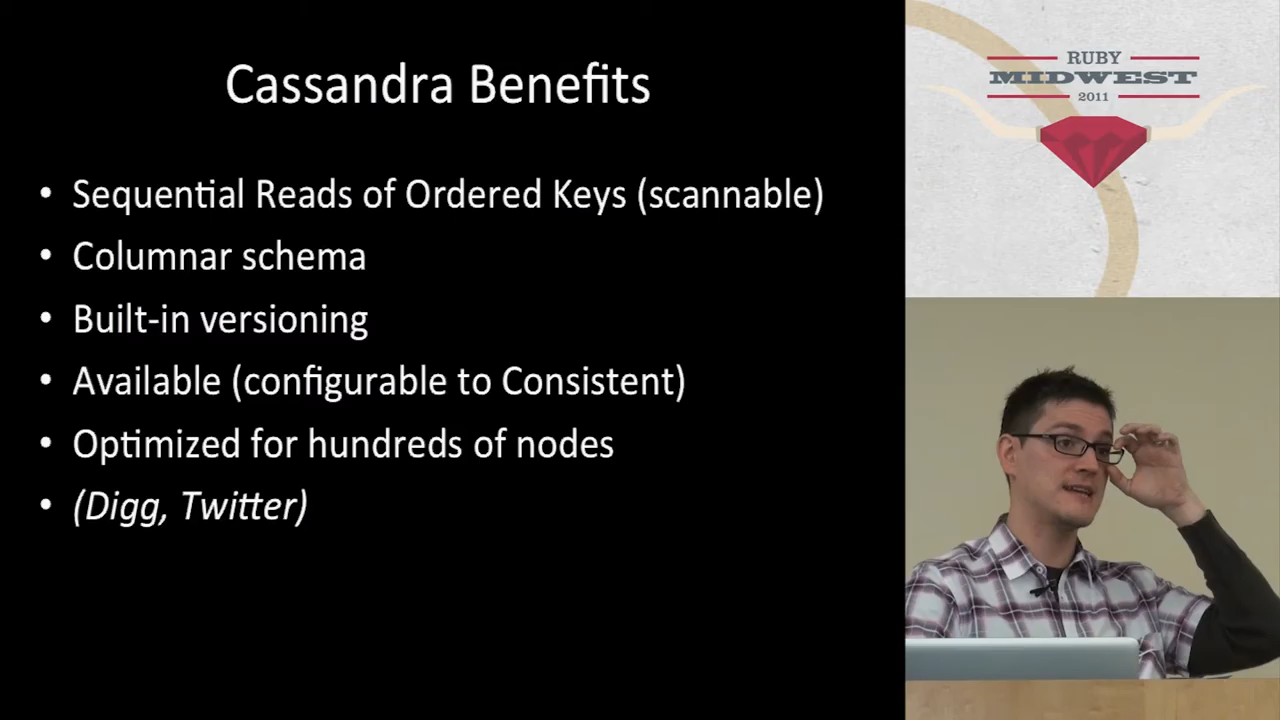 Cassandra Benefits
• Sequential Reads of Ordered Keys (scannable)
• Columnar schema
• Built-in versioning
• Available (configurable to Consistent)
• Optimized for hundreds of nodes
• (Digg, Twitter)
RUBY
MIDWEST
2011